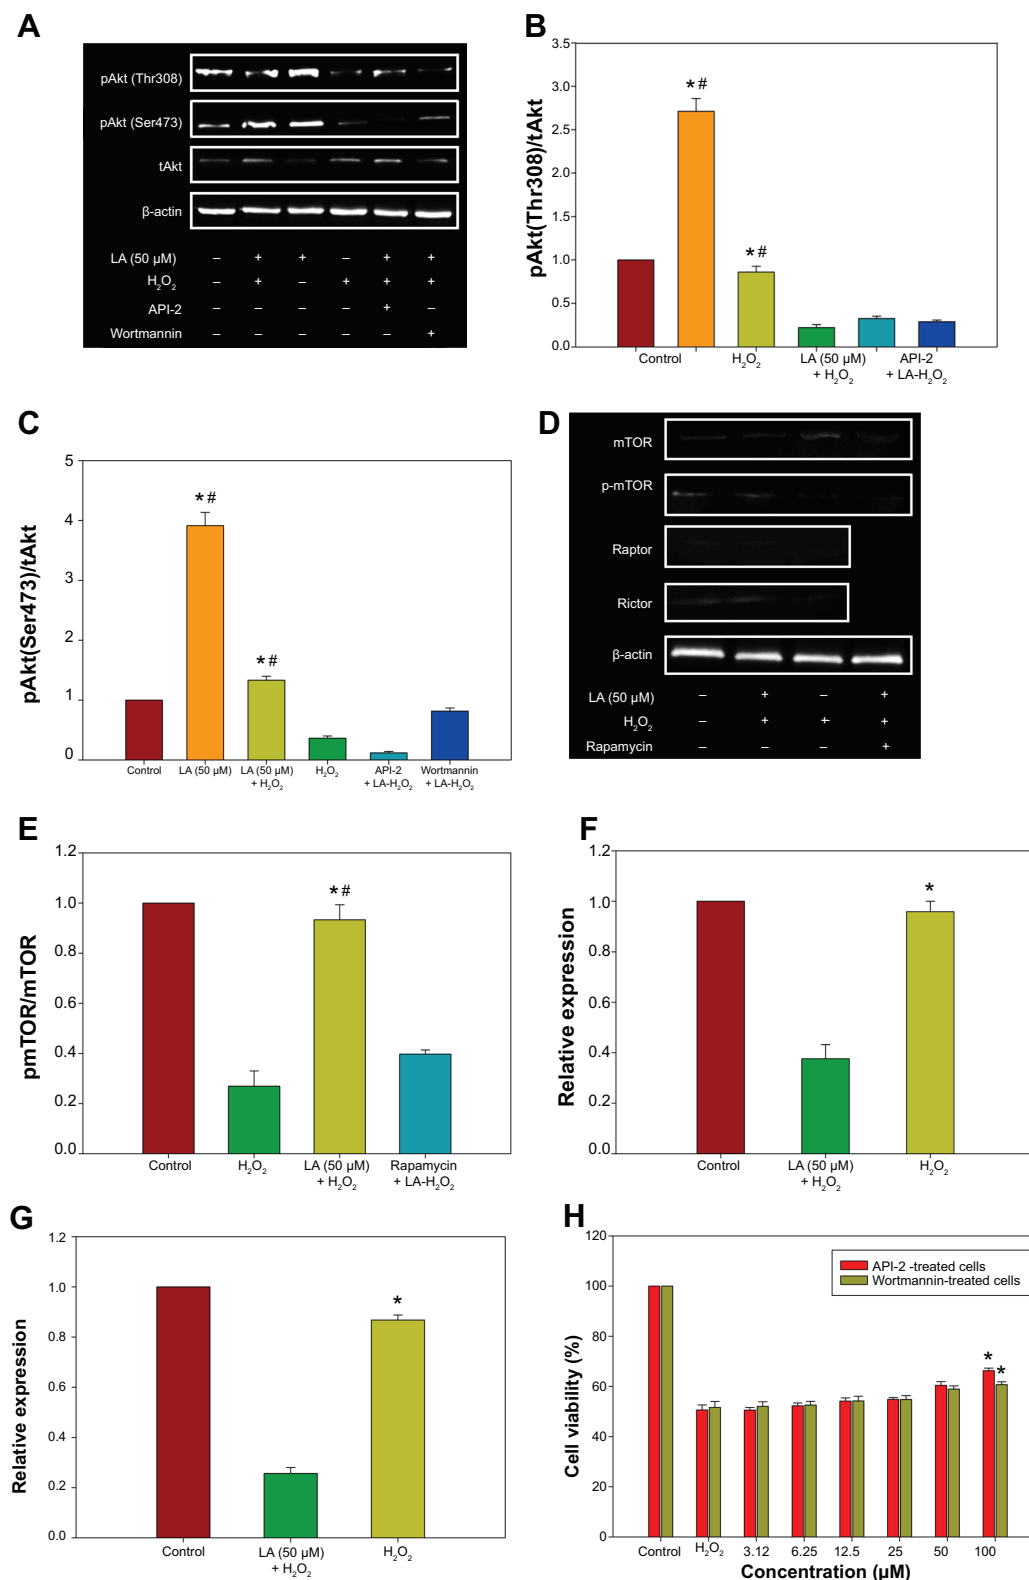 A
pAkt (Thr308)
pAkt (Ser473)
tAkt
β-actin
LA (50 µM) – + + – + +
H₂O₂ – + – + + +
API-2 +
Wortmannin – +
B
pAkt(Thr308)/tAkt
3.5
3.0
2.5
2.0
1.5
1.0
0.5
0.0
*#
*#
Control H₂O₂ LA (50 µM) API-2
+ H₂O₂ + LA-H₂O₂
C
pAkt(Ser473)/tAkt
5
4
3
2
1
0
*#
*#
Control LA (50 µM) LA (50 µM) H₂O₂ API-2 Wortmannin
+ H₂O₂ + LA-H₂O₂ + LA-H₂O₂
D
mTOR
p-mTOR
Raptor
Rictor
β-actin
LA (50 µM) – + – +
H₂O₂ – + + +
Rapamycin – – – +
E
pmTOR/mTOR
1.2
1.0
0.8
0.6
0.4
0.2
0.0
*#
Control H₂O₂ LA (50 µM) Rapamycin
+ H₂O₂ + LA-H₂O₂
F
Relative expression
1.2
1.0
0.8
0.6
0.4
0.2
0.0
*
Control LA (50 µM) H₂O₂
+ H₂O₂
G
Relative expression
1.2
1.0
0.8
0.6
0.4
0.2
0.0
*
Control LA (50 µM) H₂O₂
+ H₂O₂
H
Cell viability (%)
120
100
80
60
40
20
0
API-2 -treated cells
Wortmannin-treated cells
* *
Control H₂O₂ 3.12 6.25 12.5 25 50 100
Concentration (µM)